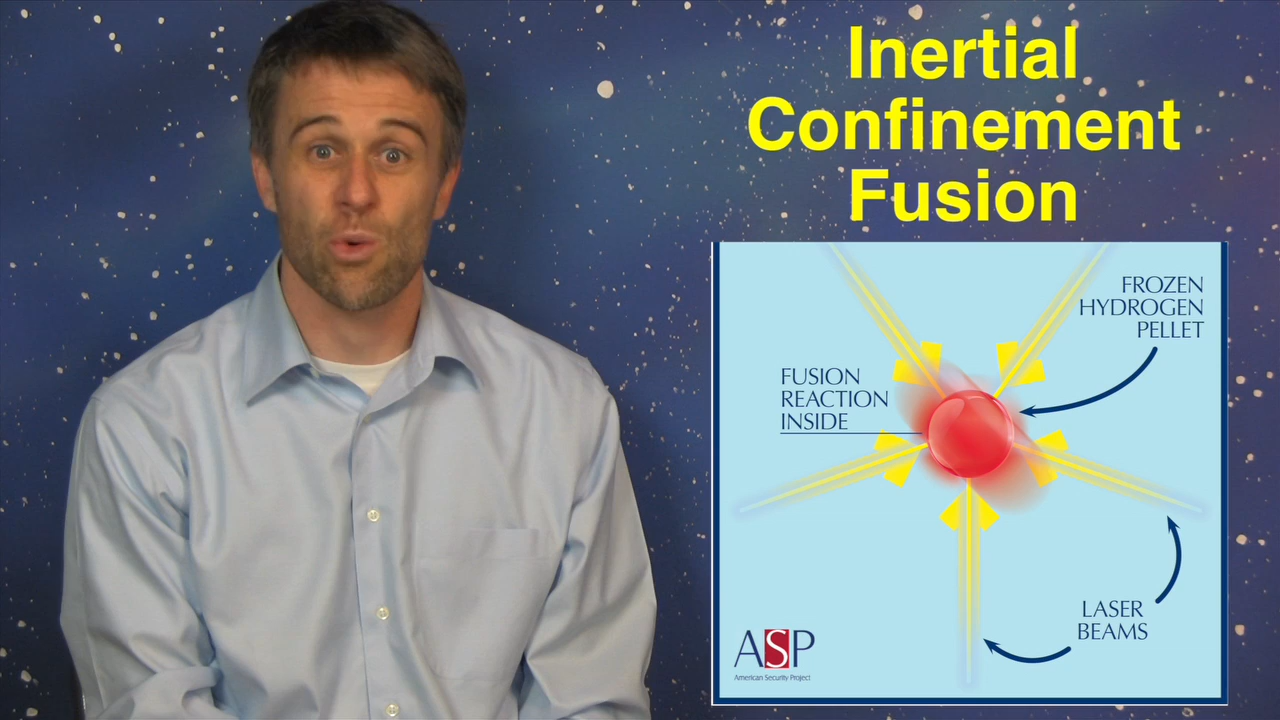 Inertial
Confinement
Fusion
FROZEN
HYDROGEN
PELLET
FUSION
REACTION
INSIDE
LASER
BEAMS
ASP
American Security Project